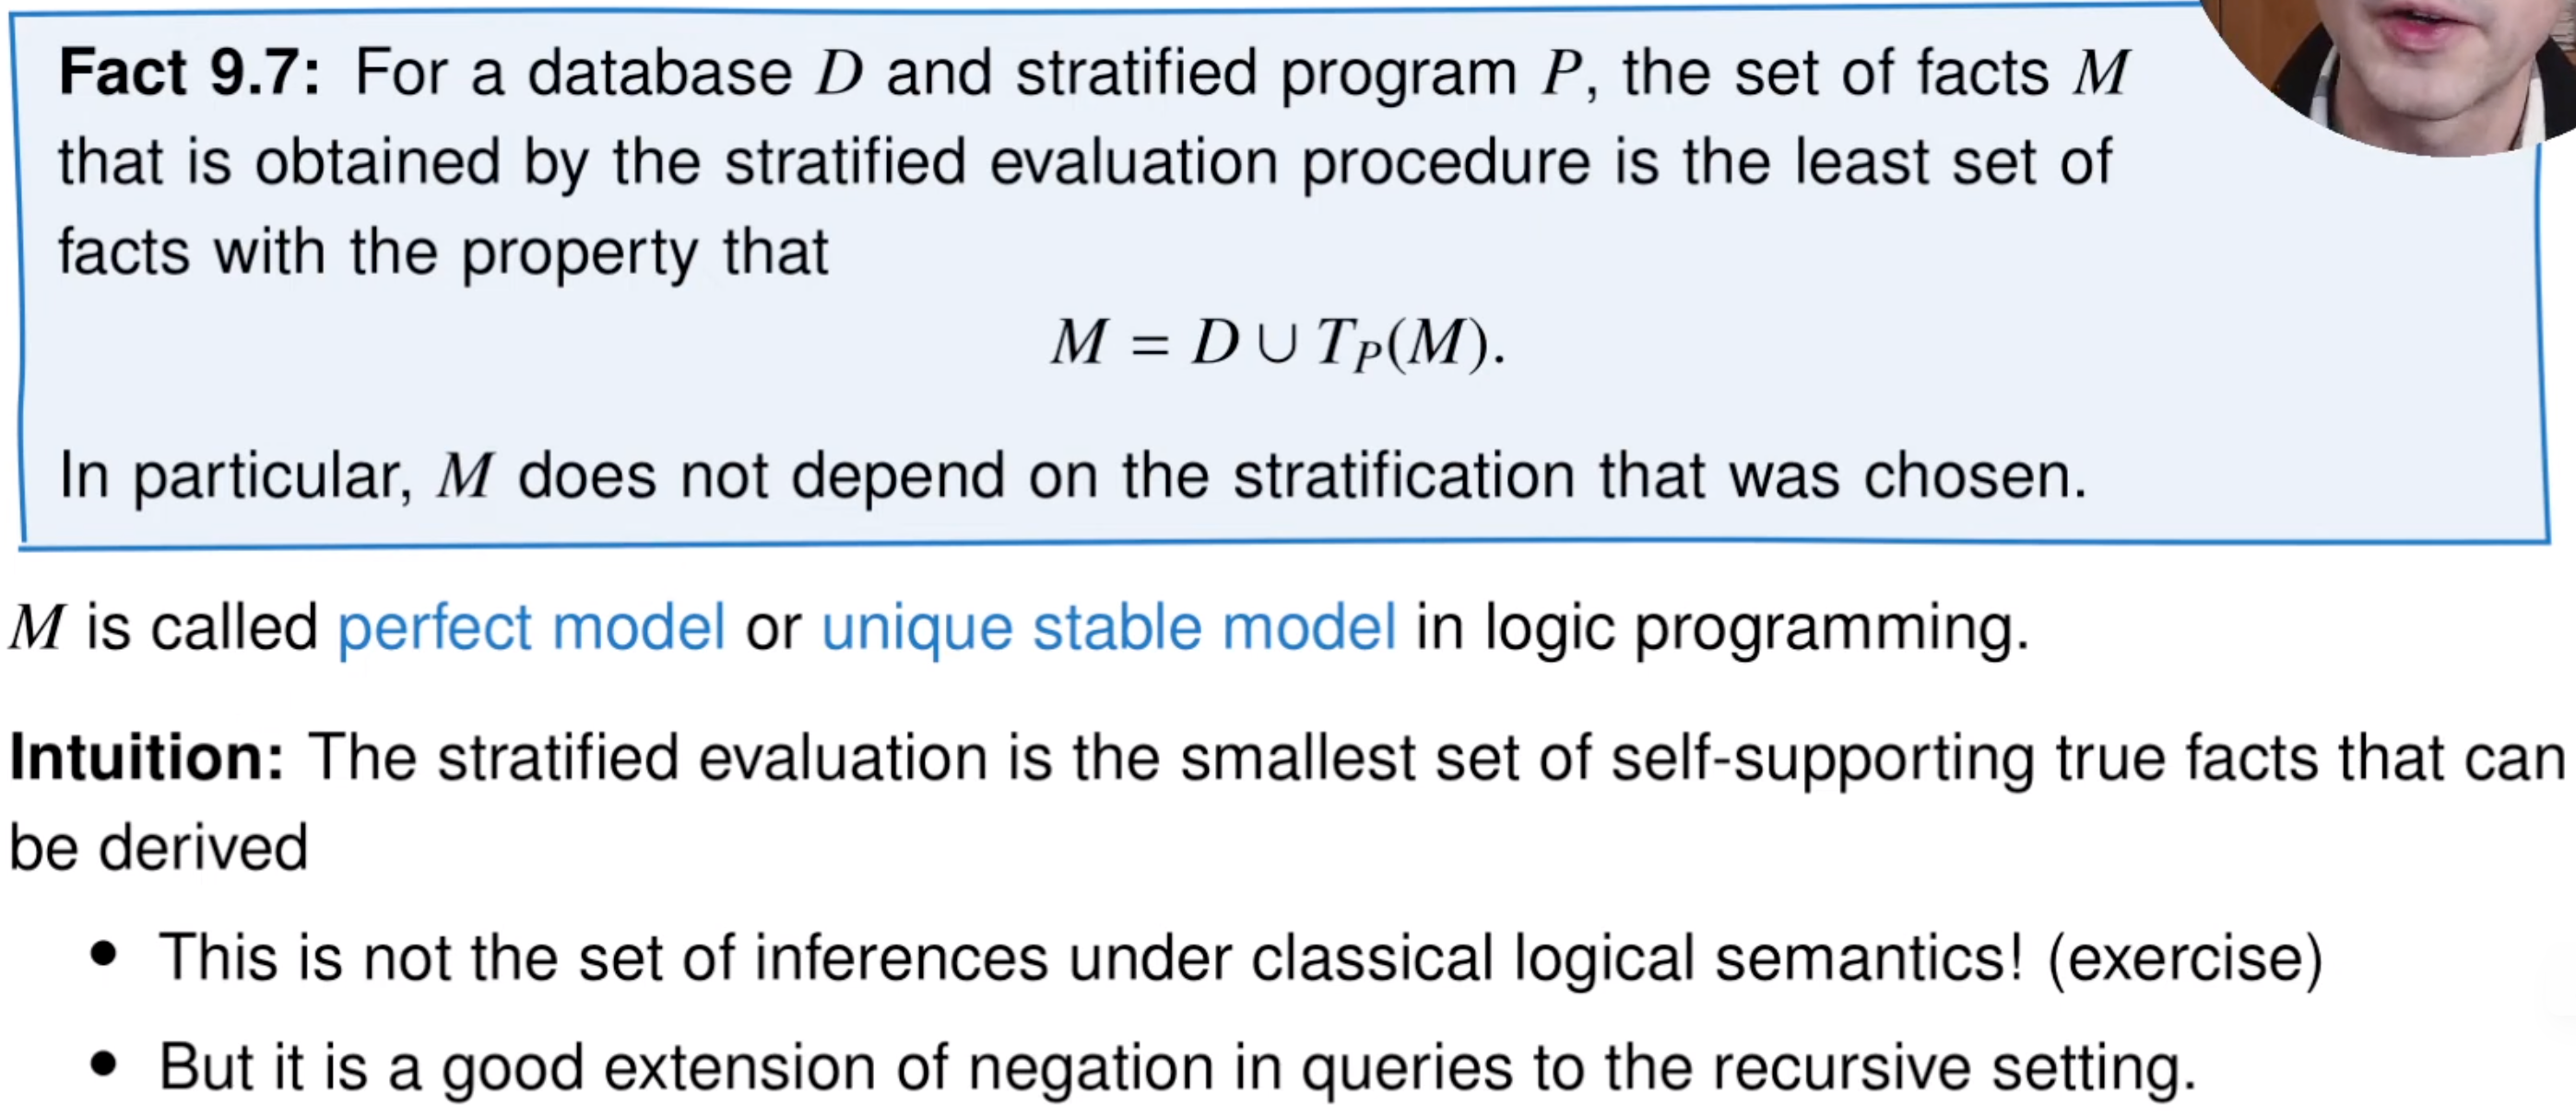 Fact 9.7: For a database D and stratified program P, the set of facts M
that is obtained by the stratified evaluation procedure is the least set of
facts with the property that
M = D ∪ T_P(M).
In particular, M does not depend on the stratification that was chosen.
M is called perfect model or unique stable model in logic programming.
Intuition: The stratified evaluation is the smallest set of self-supporting true facts that can
be derived
• This is not the set of inferences under classical logical semantics! (exercise)
• But it is a good extension of negation in queries to the recursive setting.